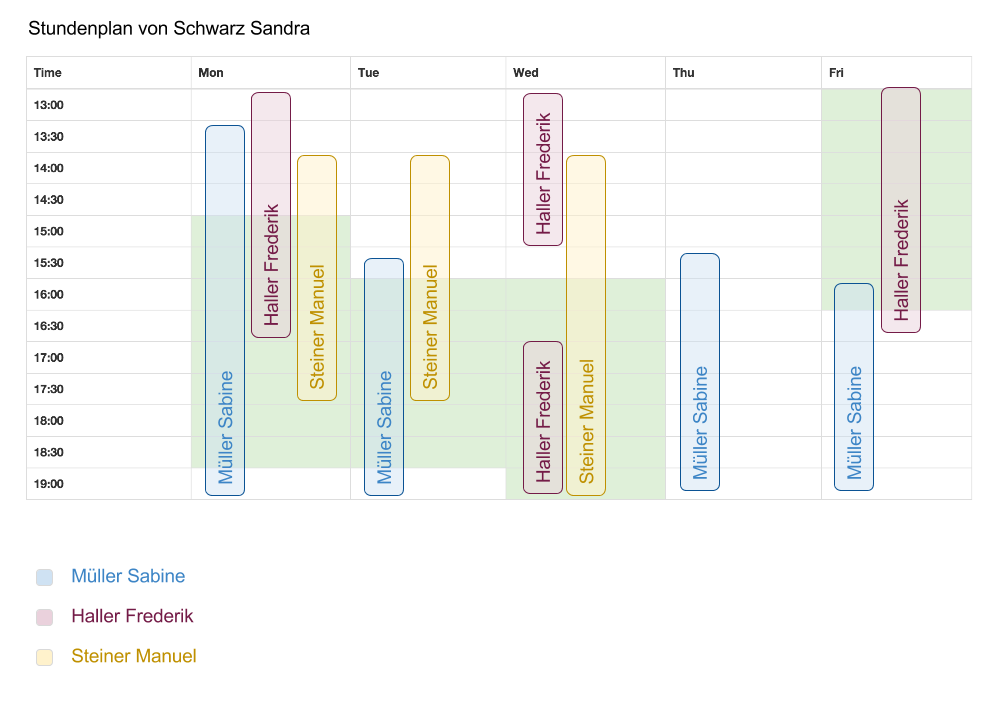 Stundenplan von Schwarz Sandra
Time Mon Tue Wed Thu Fri
13:00
13:30
14:00
14:30
15:00
15:30
16:00
16:30
17:00
17:30
18:00
18:30
19:00
Müller Sabine
Haller Frederik
Steiner Manuel
Müller Sabine
Steiner Manuel
Haller Frederik
Haller Frederik
Steiner Manuel
Müller Sabine
Müller Sabine
Haller Frederik
Müller Sabine
Haller Frederik
Steiner Manuel